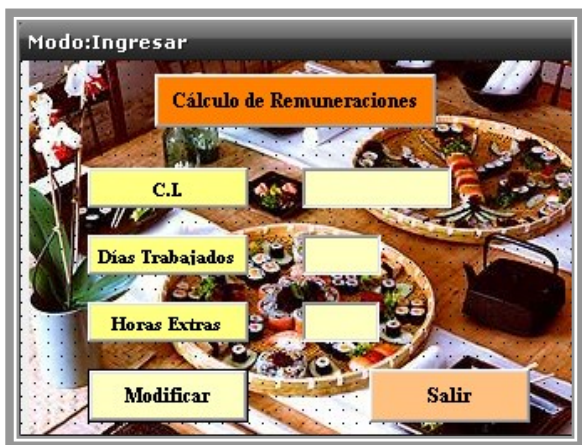 Modo:Ingresar
Cálculo de Remuneraciones
C.I.
Días Trabajados
Horas Extras
Modificar
Salir